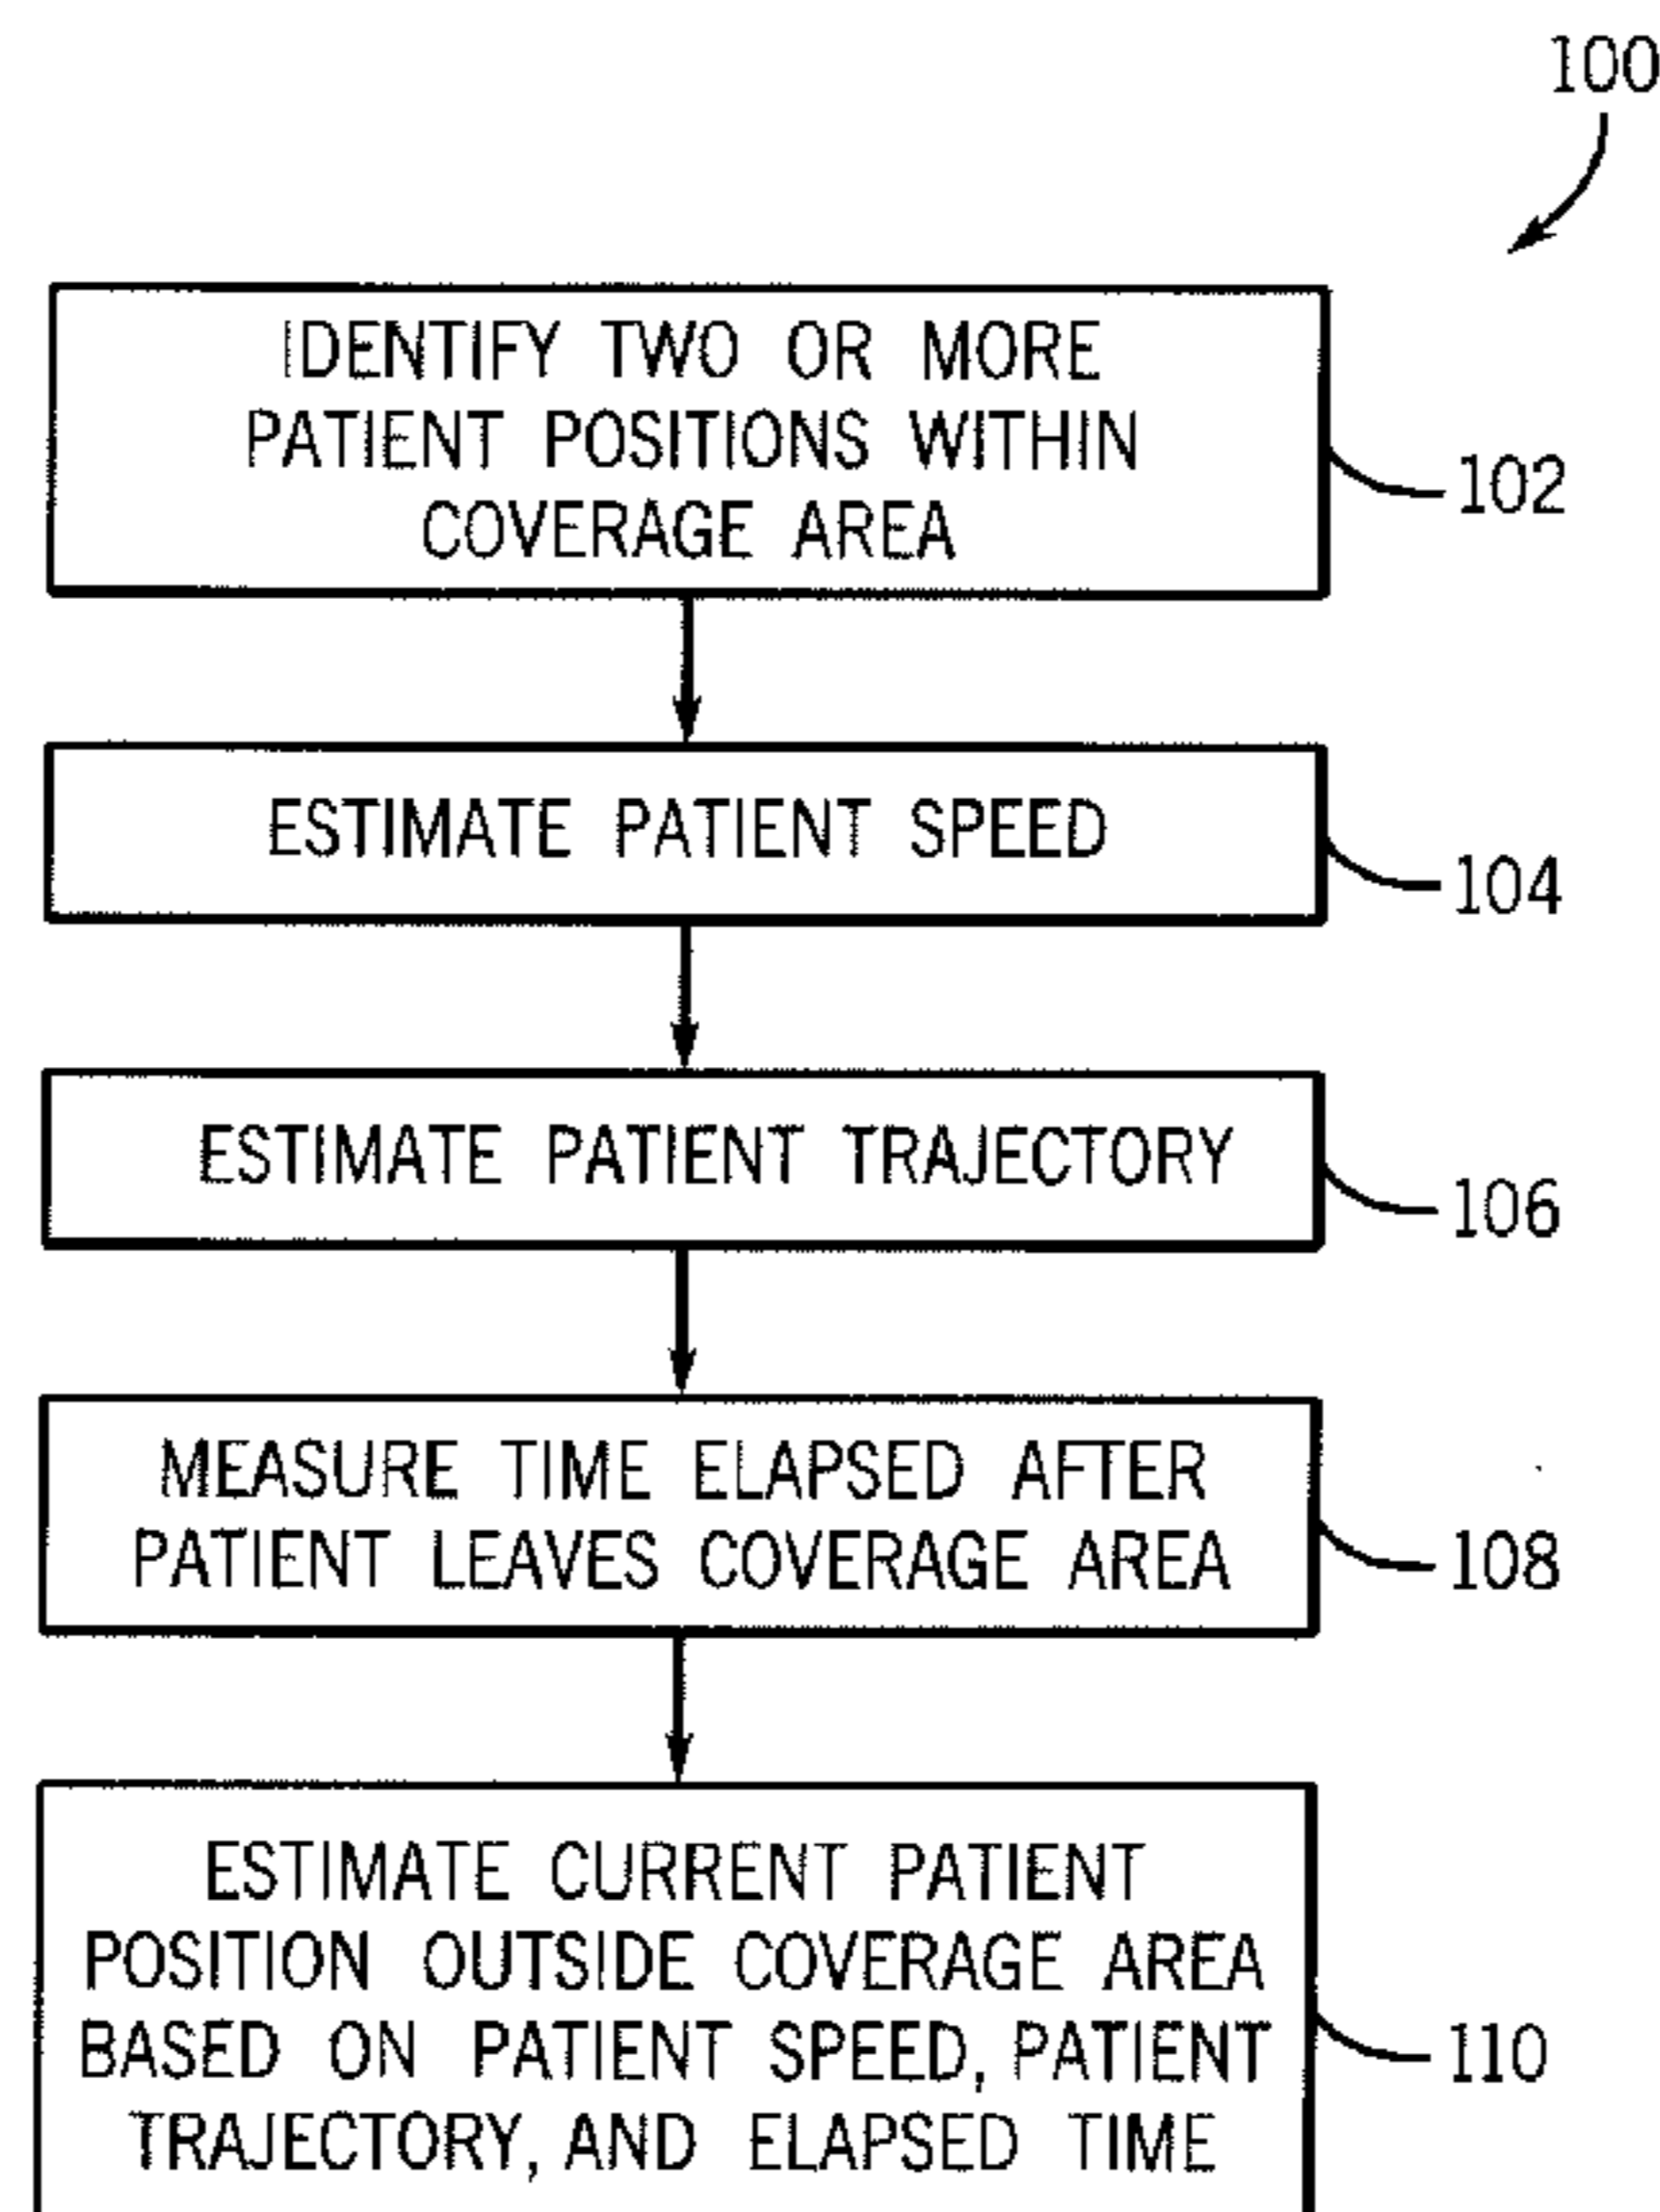 100
IDENTIFY TWO OR MORE
PATIENT POSITIONS WITHIN
COVERAGE AREA
102
ESTIMATE PATIENT SPEED
104
ESTIMATE PATIENT TRAJECTORY
106
MEASURE TIME ELAPSED AFTER
PATIENT LEAVES COVERAGE AREA
108
ESTIMATE CURRENT PATIENT
POSITION OUTSIDE COVERAGE AREA
BASED ON PATIENT SPEED, PATIENT
TRAJECTORY, AND ELAPSED TIME
110